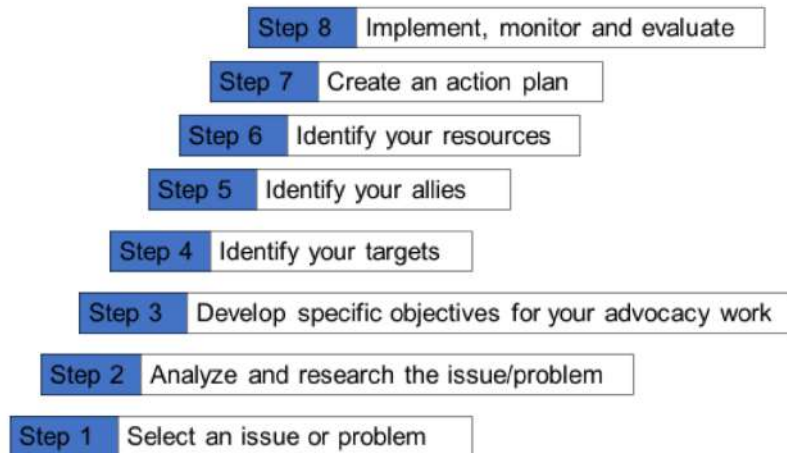 Step 8 Implement, monitor and evaluate
Step 7 Create an action plan
Step 6 Identify your resources
Step 5 Identify your allies
Step 4 Identify your targets
Step 3 Develop specific objectives for your advocacy work
Step 2 Analyze and research the issue/problem
Step 1 Select an issue or problem